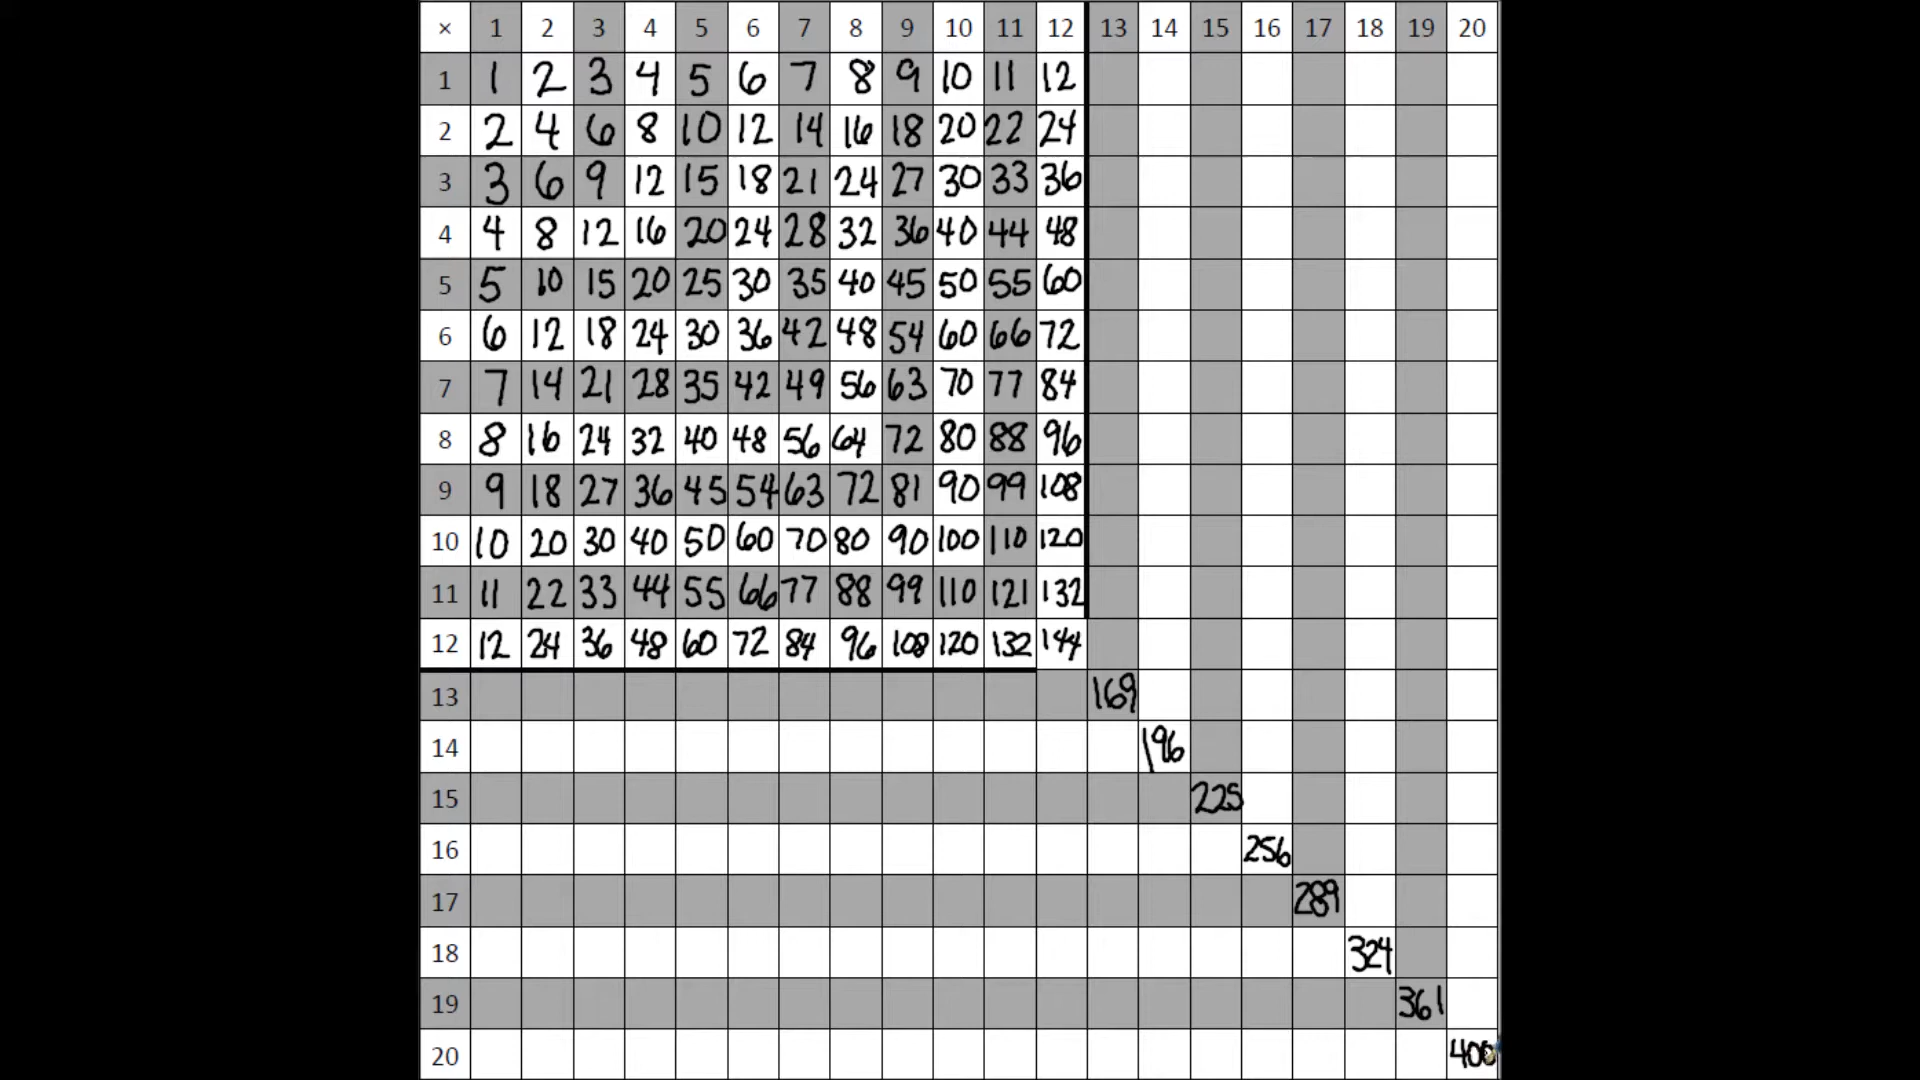 × 1 2 3 4 5 6 7 8 9 10 11 12 13 14 15 16 17 18 19 20
1 1 2 3 4 5 6 7 8 9 10 11 12
2 2 4 6 8 10 12 14 16 18 20 22 24
3 3 6 9 12 15 18 21 24 27 30 33 36
4 4 8 12 16 20 24 28 32 36 40 44 48
5 5 10 15 20 25 30 35 40 45 50 55 60
6 6 12 18 24 30 36 42 48 54 60 66 72
7 7 14 21 28 35 42 49 56 63 70 77 84
8 8 16 24 32 40 48 56 64 72 80 88 96
9 9 18 27 36 45 54 63 72 81 90 99 108
10 10 20 30 40 50 60 70 80 90 100 110 120
11 11 22 33 44 55 66 77 88 99 110 121 132
12 12 24 36 48 60 72 84 96 108 120 132 144
13 169
14 196
15 225
16 256
17 289
18 324
19 361
20 400